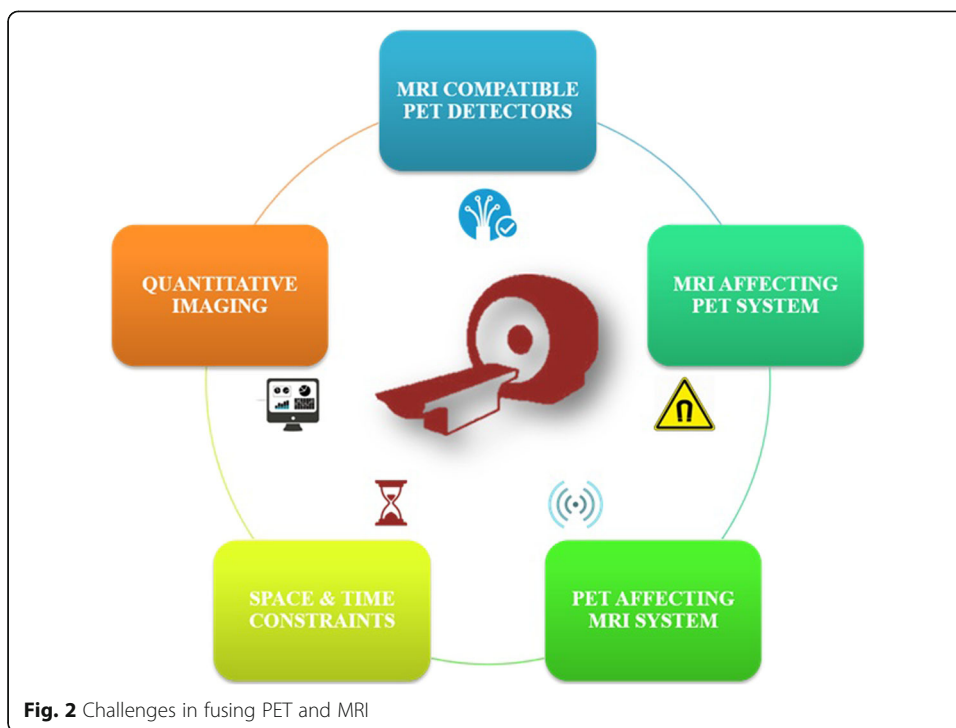 MRI COMPATIBLE
PET DETECTORS
QUANTITATIVE
IMAGING
MRI AFFECTING
PET SYSTEM
SPACE & TIME
CONSTRAINTS
PET AFFECTING
MRI SYSTEM
Fig. 2 Challenges in fusing PET and MRI